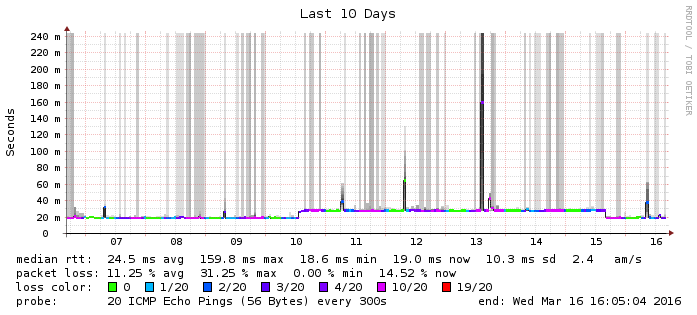 Last 10 Days
RRDTOOL / TOBI OETIKER
Seconds
240 m
220 m
200 m
180 m
160 m
140 m
120 m
100 m
80 m
60 m
40 m
20 m
0
07 08 09 10 11 12 13 14 15 16
median rtt: 24.5 ms avg 159.8 ms max 18.6 ms min 19.0 ms now 10.3 ms sd 2.4 am/s
packet loss: 11.25 % avg 31.25 % max 0.00 % min 14.52 % now
loss color: 0 1/20 2/20 3/20 4/20 10/20 19/20
probe: 20 ICMP Echo Pings (56 Bytes) every 300s end: Wed Mar 16 16:05:04 2016